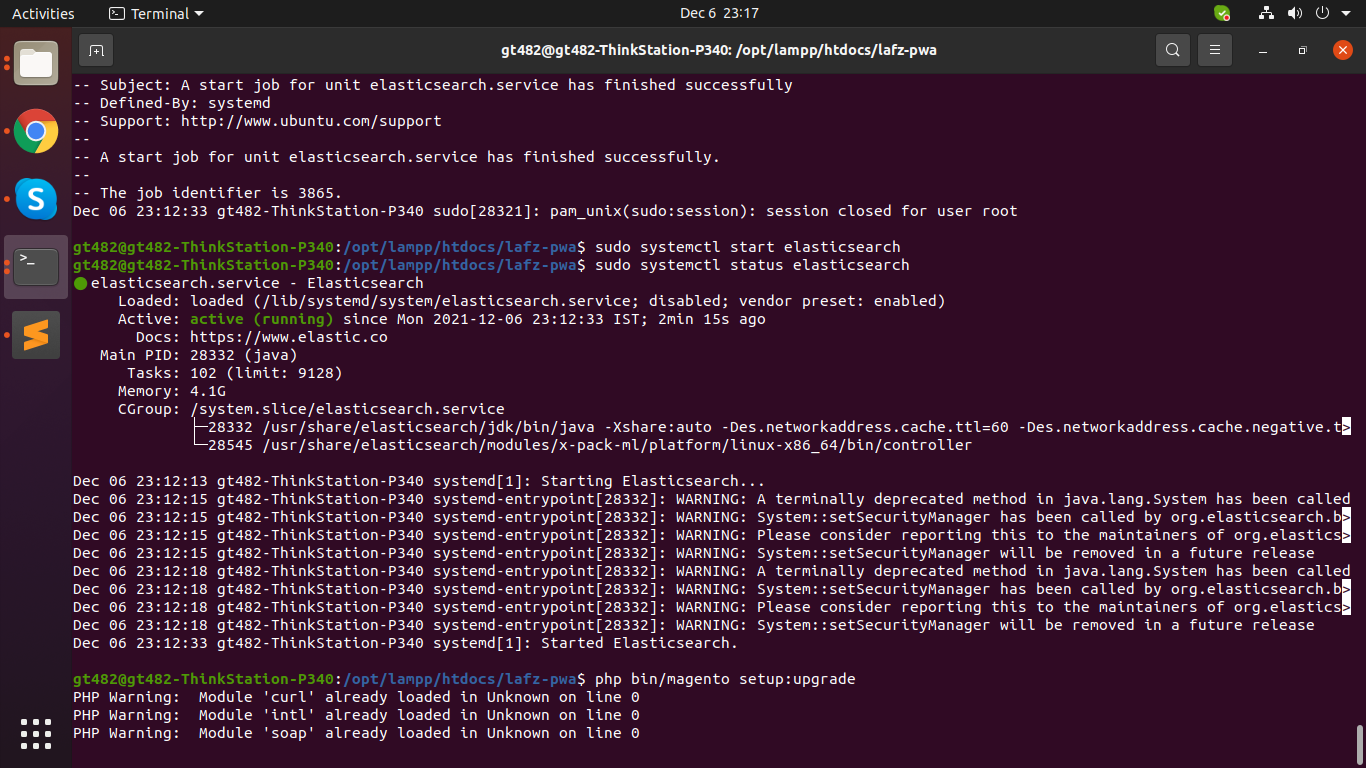 Activities
Terminal
Dec 6 23:17
gt482@gt482-ThinkStation-P340: /opt/lampp/htdocs/lafz-pwa
-- Subject: A start job for unit elasticsearch.service has finished successfully
-- Defined-By: systemd
-- Support: http://www.ubuntu.com/support
--
-- A start job for unit elasticsearch.service has finished successfully.
--
-- The job identifier is 3865.
Dec 06 23:12:33 gt482-ThinkStation-P340 sudo[28321]: pam_unix(sudo:session): session closed for user root
gt482@gt482-ThinkStation-P340:/opt/lampp/htdocs/lafz-pwa$ sudo systemctl start elasticsearch
gt482@gt482-ThinkStation-P340:/opt/lampp/htdocs/lafz-pwa$ sudo systemctl status elasticsearch
● elasticsearch.service - Elasticsearch
Loaded: loaded (/lib/systemd/system/elasticsearch.service; disabled; vendor preset: enabled)
Active: active (running) since Mon 2021-12-06 23:12:33 IST; 2min 15s ago
Docs: https://www.elastic.co
Main PID: 28332 (java)
Tasks: 102 (limit: 9128)
Memory: 4.1G
CGroup: /system.slice/elasticsearch.service
├─28332 /usr/share/elasticsearch/jdk/bin/java -Xshare:auto -Des.networkaddress.cache.ttl=60 -Des.networkaddress.cache.negative.t>
└─28545 /usr/share/elasticsearch/modules/x-pack-ml/platform/linux-x86_64/bin/controller
Dec 06 23:12:13 gt482-ThinkStation-P340 systemd[1]: Starting Elasticsearch...
Dec 06 23:12:15 gt482-ThinkStation-P340 systemd-entrypoint[28332]: WARNING: A terminally deprecated method in java.lang.System has been called
Dec 06 23:12:15 gt482-ThinkStation-P340 systemd-entrypoint[28332]: WARNING: System::setSecurityManager has been called by org.elasticsearch.b>
Dec 06 23:12:15 gt482-ThinkStation-P340 systemd-entrypoint[28332]: WARNING: Please consider reporting this to the maintainers of org.elastics>
Dec 06 23:12:15 gt482-ThinkStation-P340 systemd-entrypoint[28332]: WARNING: System::setSecurityManager will be removed in a future release
Dec 06 23:12:18 gt482-ThinkStation-P340 systemd-entrypoint[28332]: WARNING: A terminally deprecated method in java.lang.System has been called
Dec 06 23:12:18 gt482-ThinkStation-P340 systemd-entrypoint[28332]: WARNING: System::setSecurityManager has been called by org.elasticsearch.b>
Dec 06 23:12:18 gt482-ThinkStation-P340 systemd-entrypoint[28332]: WARNING: Please consider reporting this to the maintainers of org.elastics>
Dec 06 23:12:18 gt482-ThinkStation-P340 systemd-entrypoint[28332]: WARNING: System::setSecurityManager will be removed in a future release
Dec 06 23:12:33 gt482-ThinkStation-P340 systemd[1]: Started Elasticsearch.
gt482@gt482-ThinkStation-P340:/opt/lampp/htdocs/lafz-pwa$ php bin/magento setup:upgrade
PHP Warning:  Module 'curl' already loaded in Unknown on line 0
PHP Warning:  Module 'intl' already loaded in Unknown on line 0
PHP Warning:  Module 'soap' already loaded in Unknown on line 0